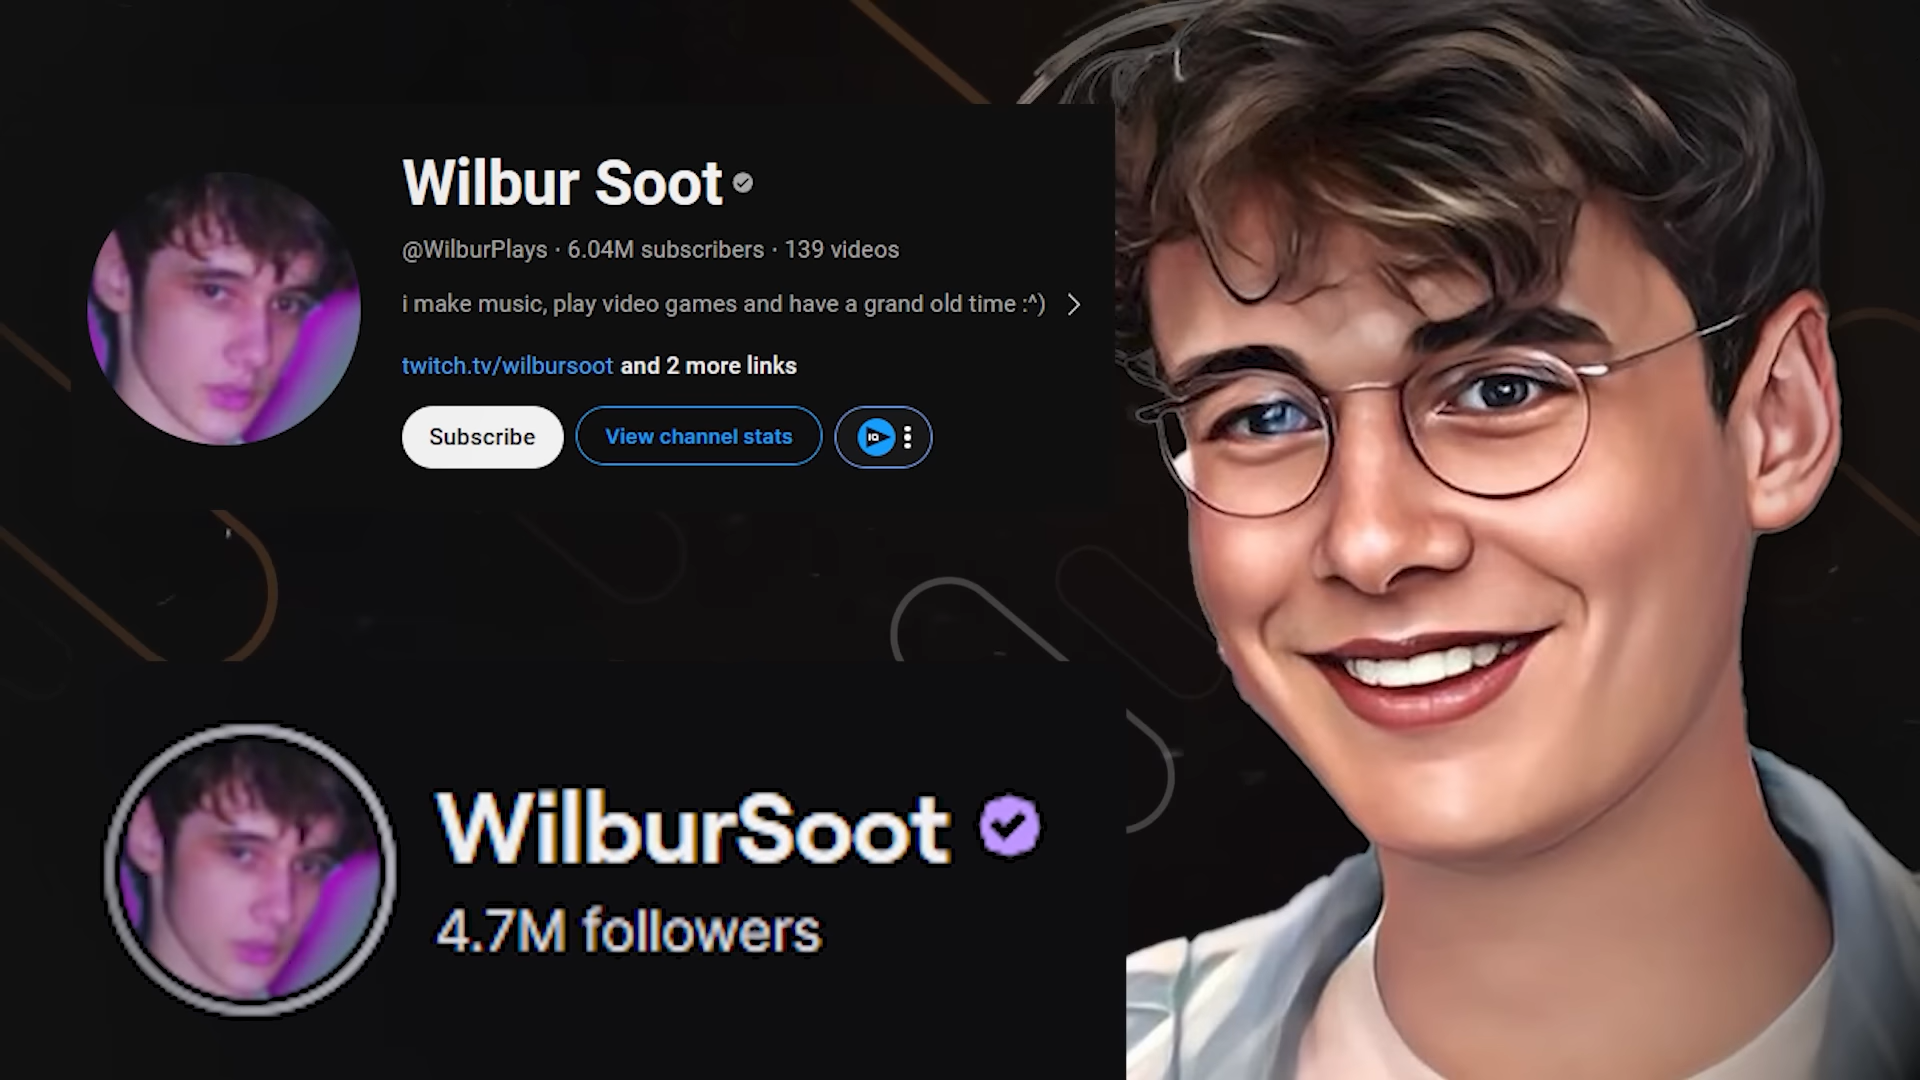 Wilbur Soot
@WilburPlays · 6.04M subscribers · 139 videos
i make music, play video games and have a grand old time :^)
twitch.tv/wilbursoot and 2 more links
Subscribe
View channel stats
IQ
WilburSoot
4.7M followers